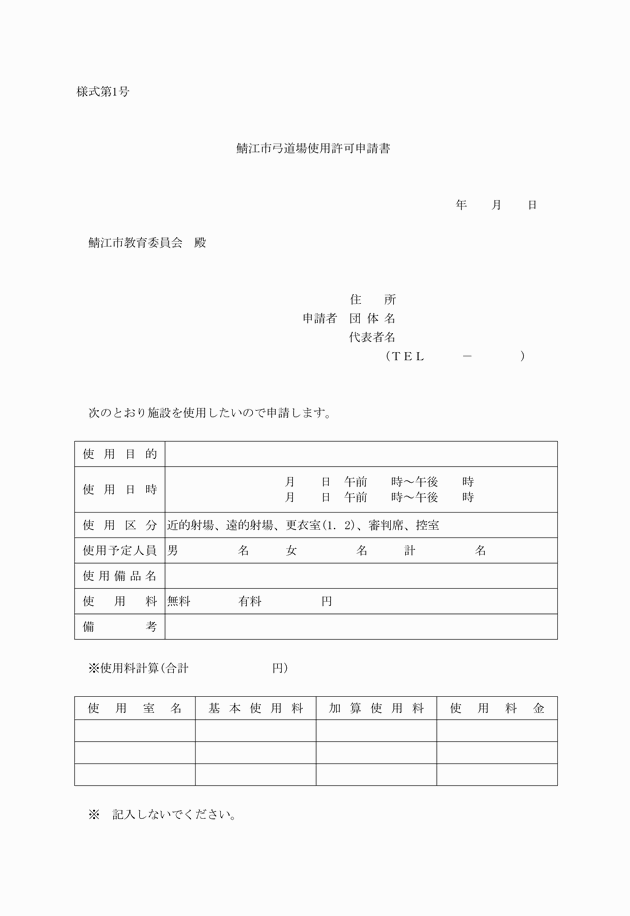 様式第1号
鯖江市弓道場使用許可申請書
年　　月　　日
鯖江市教育委員会　殿
住　　所
申請者　団 体 名
代表者名
（ＴＥＬ　　　－　　　　）
次のとおり施設を使用したいので申請します。
使 用 目 的
使 用 日 時　月　　日　午前　　時～午後　　時
月　　日　午前　　時～午後　　時
使 用 区 分　近的射場、遠的射場、更衣室(1. 2)、審判席、控室
使用予定人員　男　　　　　名　　　女　　　　　名　　　計　　　　　名
使 用 備 品 名
使　用　料　無料　　　　有料　　　　　円
備　　　考
※使用料計算(合計　　　　　　　円)
使 用 室 名　基 本 使 用 料　加 算 使 用 料　使 用 料 金
※　記入しないでください。